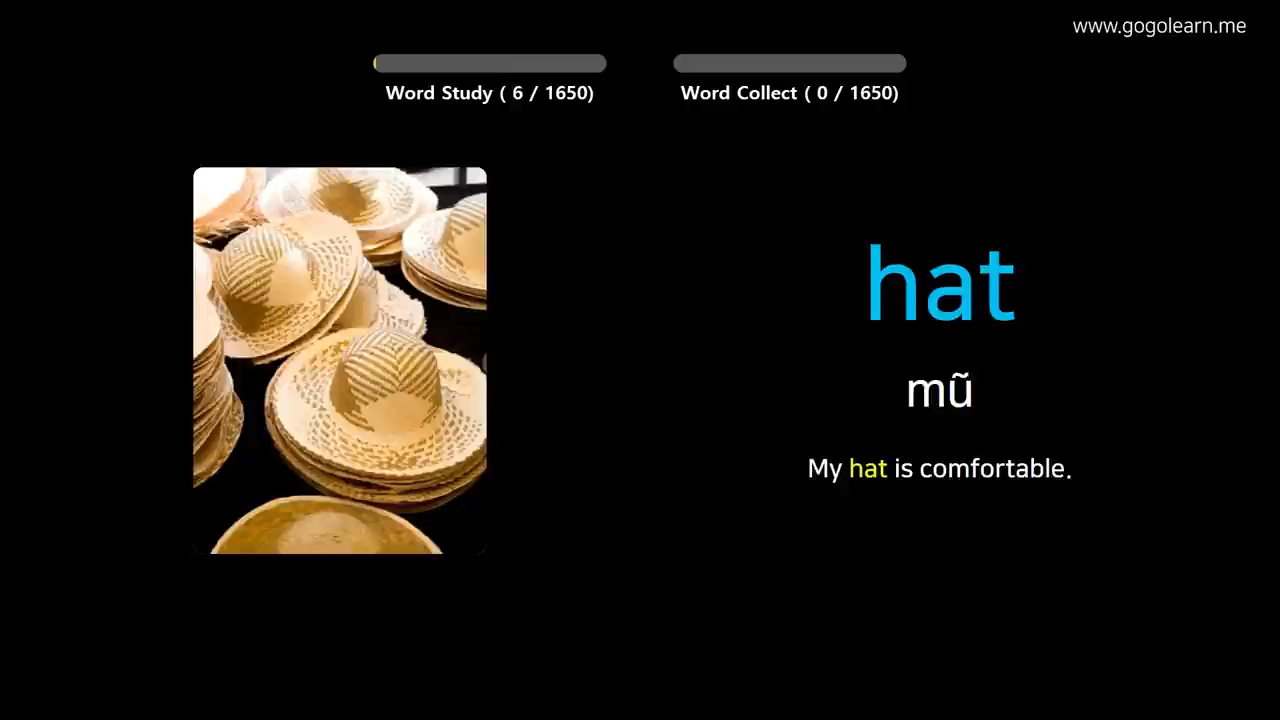 www.gogolearn.me
Word Study ( 6 / 1650)
Word Collect ( 0 / 1650)
hat
mũ
My hat is comfortable.